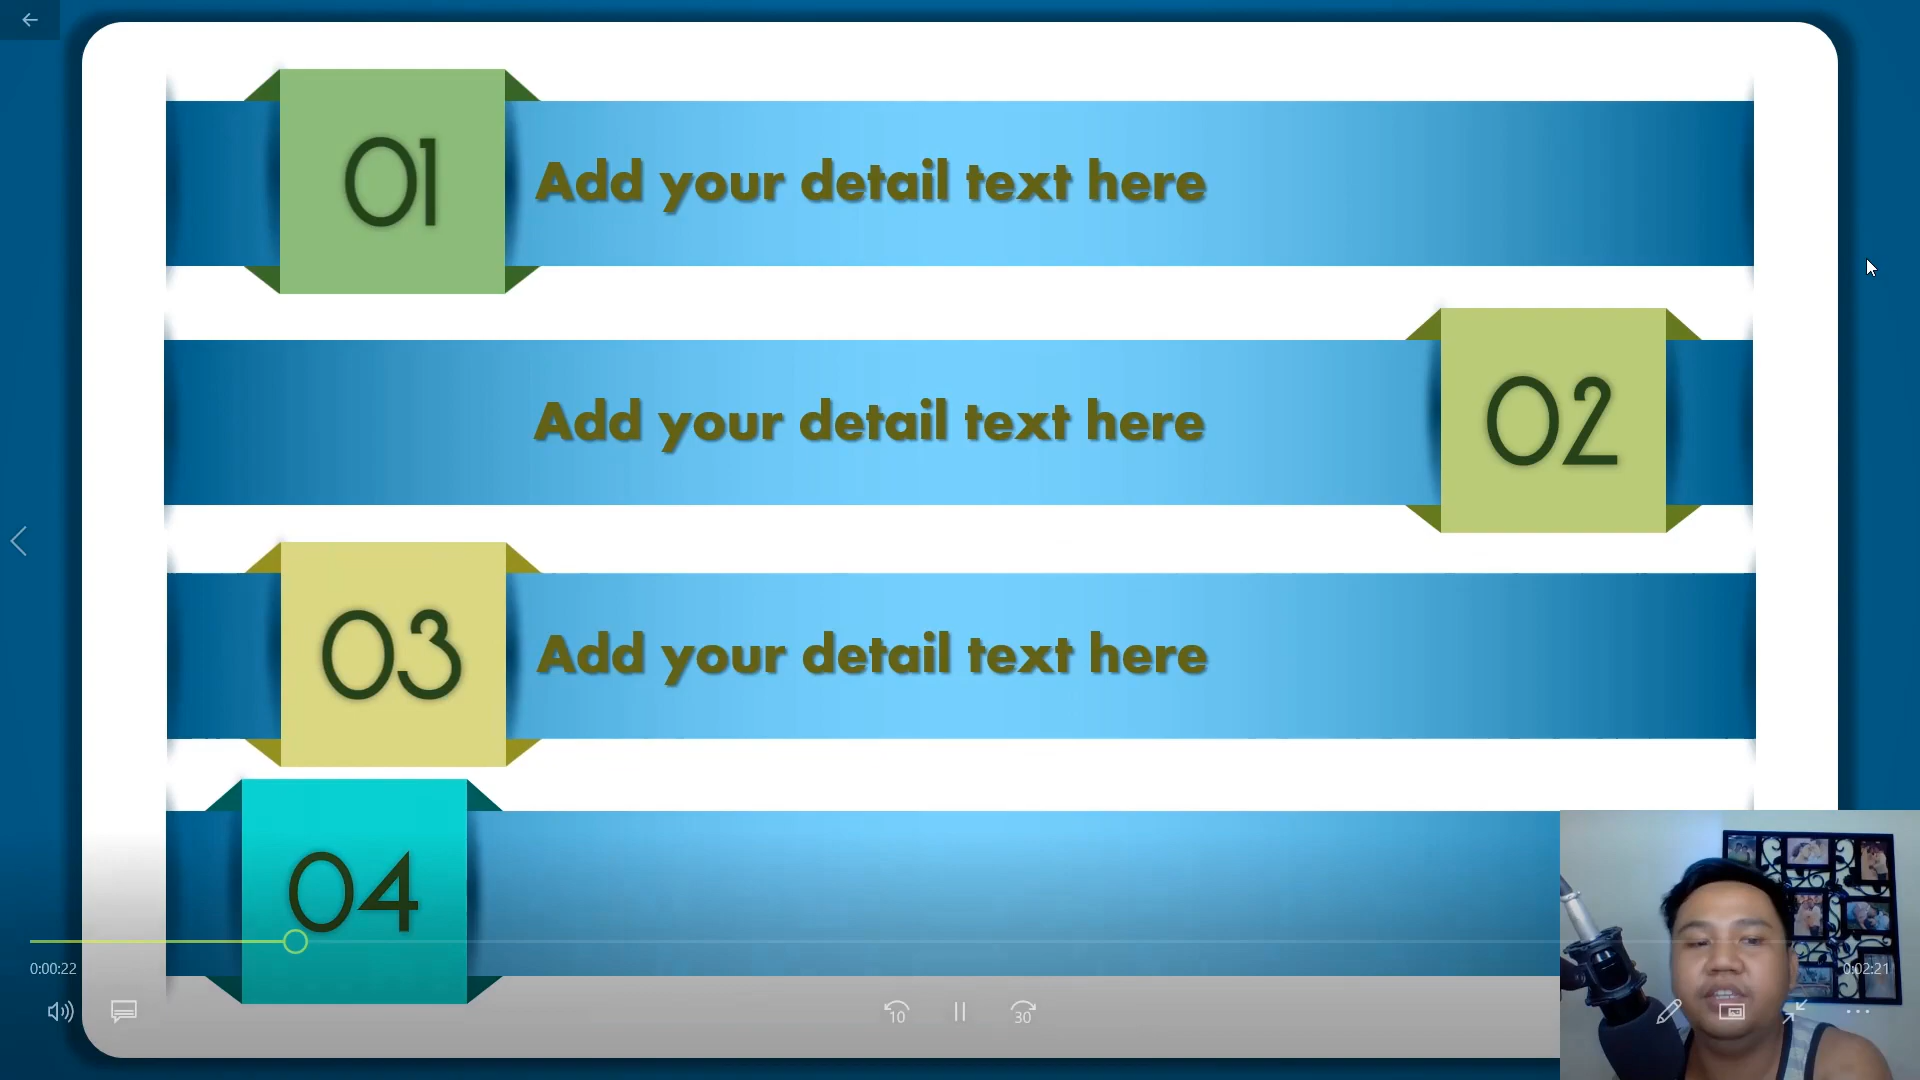 01
Add your detail text here
Add your detail text here
02
03
Add your detail text here
04
0:00:22
0:02:21
10
30